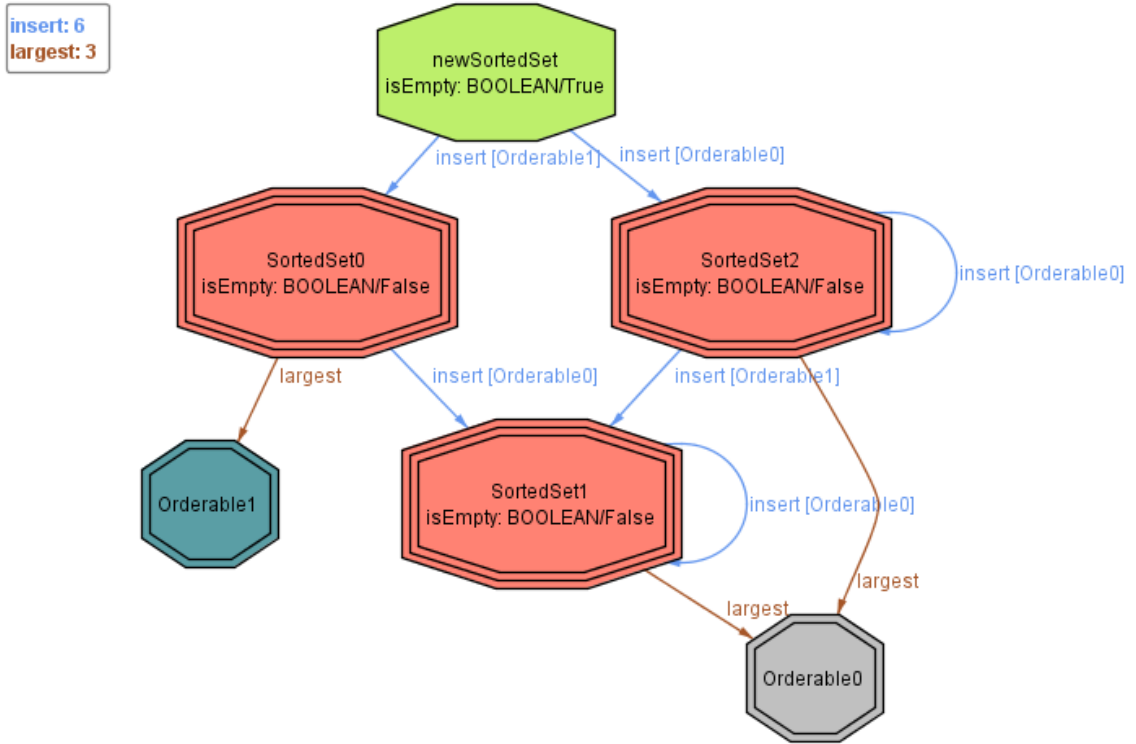 insert: 6
largest: 3
newSortedSet
isEmpty: BOOLEAN/True
insert [Orderable1]
insert [Orderable0]
SortedSet0
isEmpty: BOOLEAN/False
SortedSet2
isEmpty: BOOLEAN/False
insert [Orderable0]
largest
insert [Orderable0]
insert [Orderable1]
Orderable1
SortedSet1
isEmpty: BOOLEAN/False
insert [Orderable0]
largest
largest
Orderable0